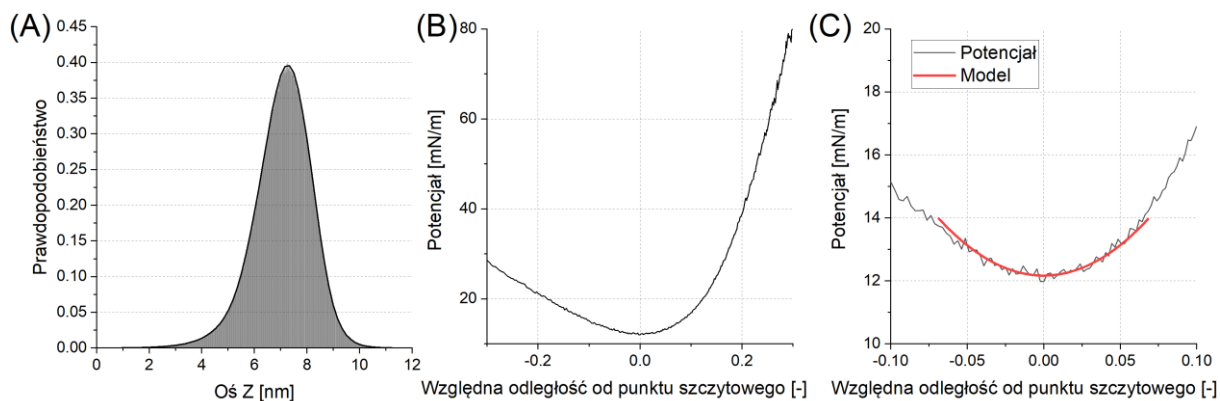 (A)
Prawdopodobieństwo
0.45
0.40
0.35
0.30
0.25
0.20
0.15
0.10
0.05
0.00
0 2 4 6 8 10 12
Oś Z [nm]
(B)
Potencjał [mN/m]
80
60
40
20
-0.2 0.0 0.2
Względna odległość od punktu szczytowego [-]
(C)
Potencjał [mN/m]
20
18
16
14
12
10
Potencjał
Model
-0.10 -0.05 0.00 0.05 0.10
Względna odległość od punktu szczytowego [-]